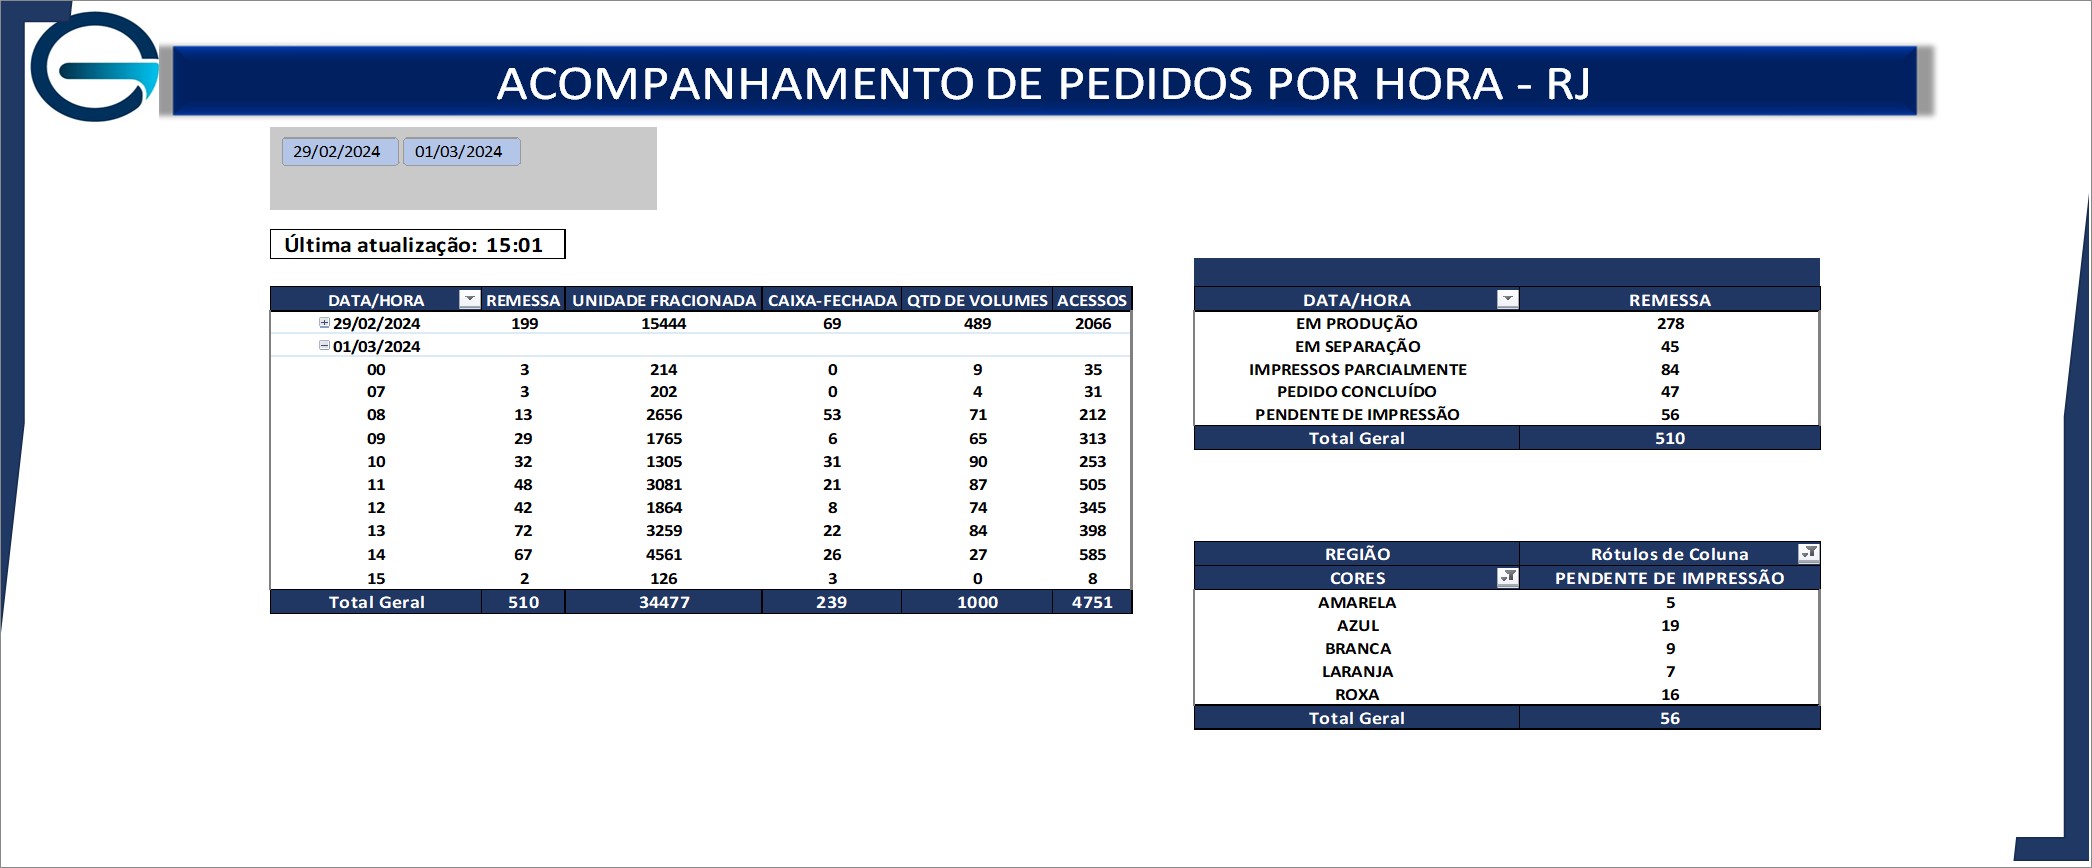 ACOMPANHAMENTO DE PEDIDOS POR HORA - RJ
29/02/2024 01/03/2024
Última atualização: 15:01
DATA/HORA REMESSA UNIDADE FRACIONADA CAIXA-FECHADA QTD DE VOLUMES ACESSOS
29/02/2024 199 15444 69 489 2066
01/03/2024
00 3 214 0 9 35
07 3 202 0 4 31
08 13 2656 53 71 212
09 29 1765 6 65 313
10 32 1305 31 90 253
11 48 3081 21 87 505
12 42 1864 8 74 345
13 72 3259 22 84 398
14 67 4561 26 27 585
15 2 126 3 0 8
Total Geral 510 34477 239 1000 4751
DATA/HORA REMESSA
EM PRODUÇÃO 278
EM SEPARAÇÃO 45
IMPRESSOS PARCIALMENTE 84
PEDIDO CONCLUÍDO 47
PENDENTE DE IMPRESSÃO 56
Total Geral 510
REGIÃO Rótulos de Coluna
CORES PENDENTE DE IMPRESSÃO
AMARELA 5
AZUL 19
BRANCA 9
LARANJA 7
ROXA 16
Total Geral 56